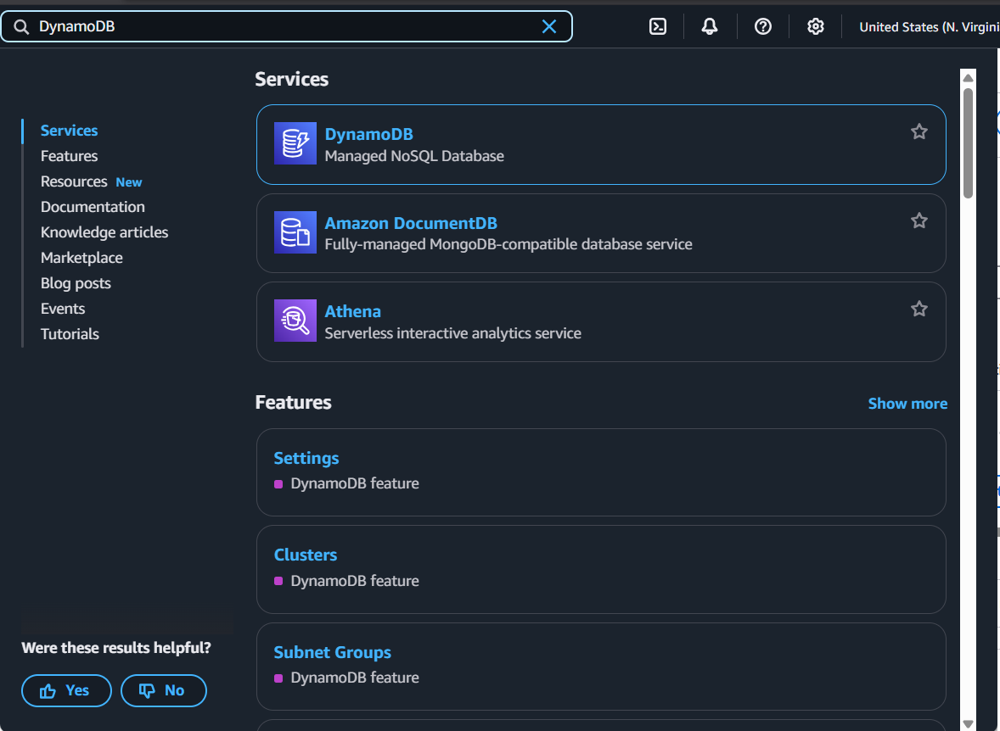 DynamoDB
United States (N. Virgini
Services
Features
Resources New
Documentation
Knowledge articles
Marketplace
Blog posts
Events
Tutorials
Were these results helpful?
Yes
No
Services
DynamoDB
Managed NoSQL Database
Amazon DocumentDB
Fully-managed MongoDB-compatible database service
Athena
Serverless interactive analytics service
Features
Show more
Settings
DynamoDB feature
Clusters
DynamoDB feature
Subnet Groups
DynamoDB feature